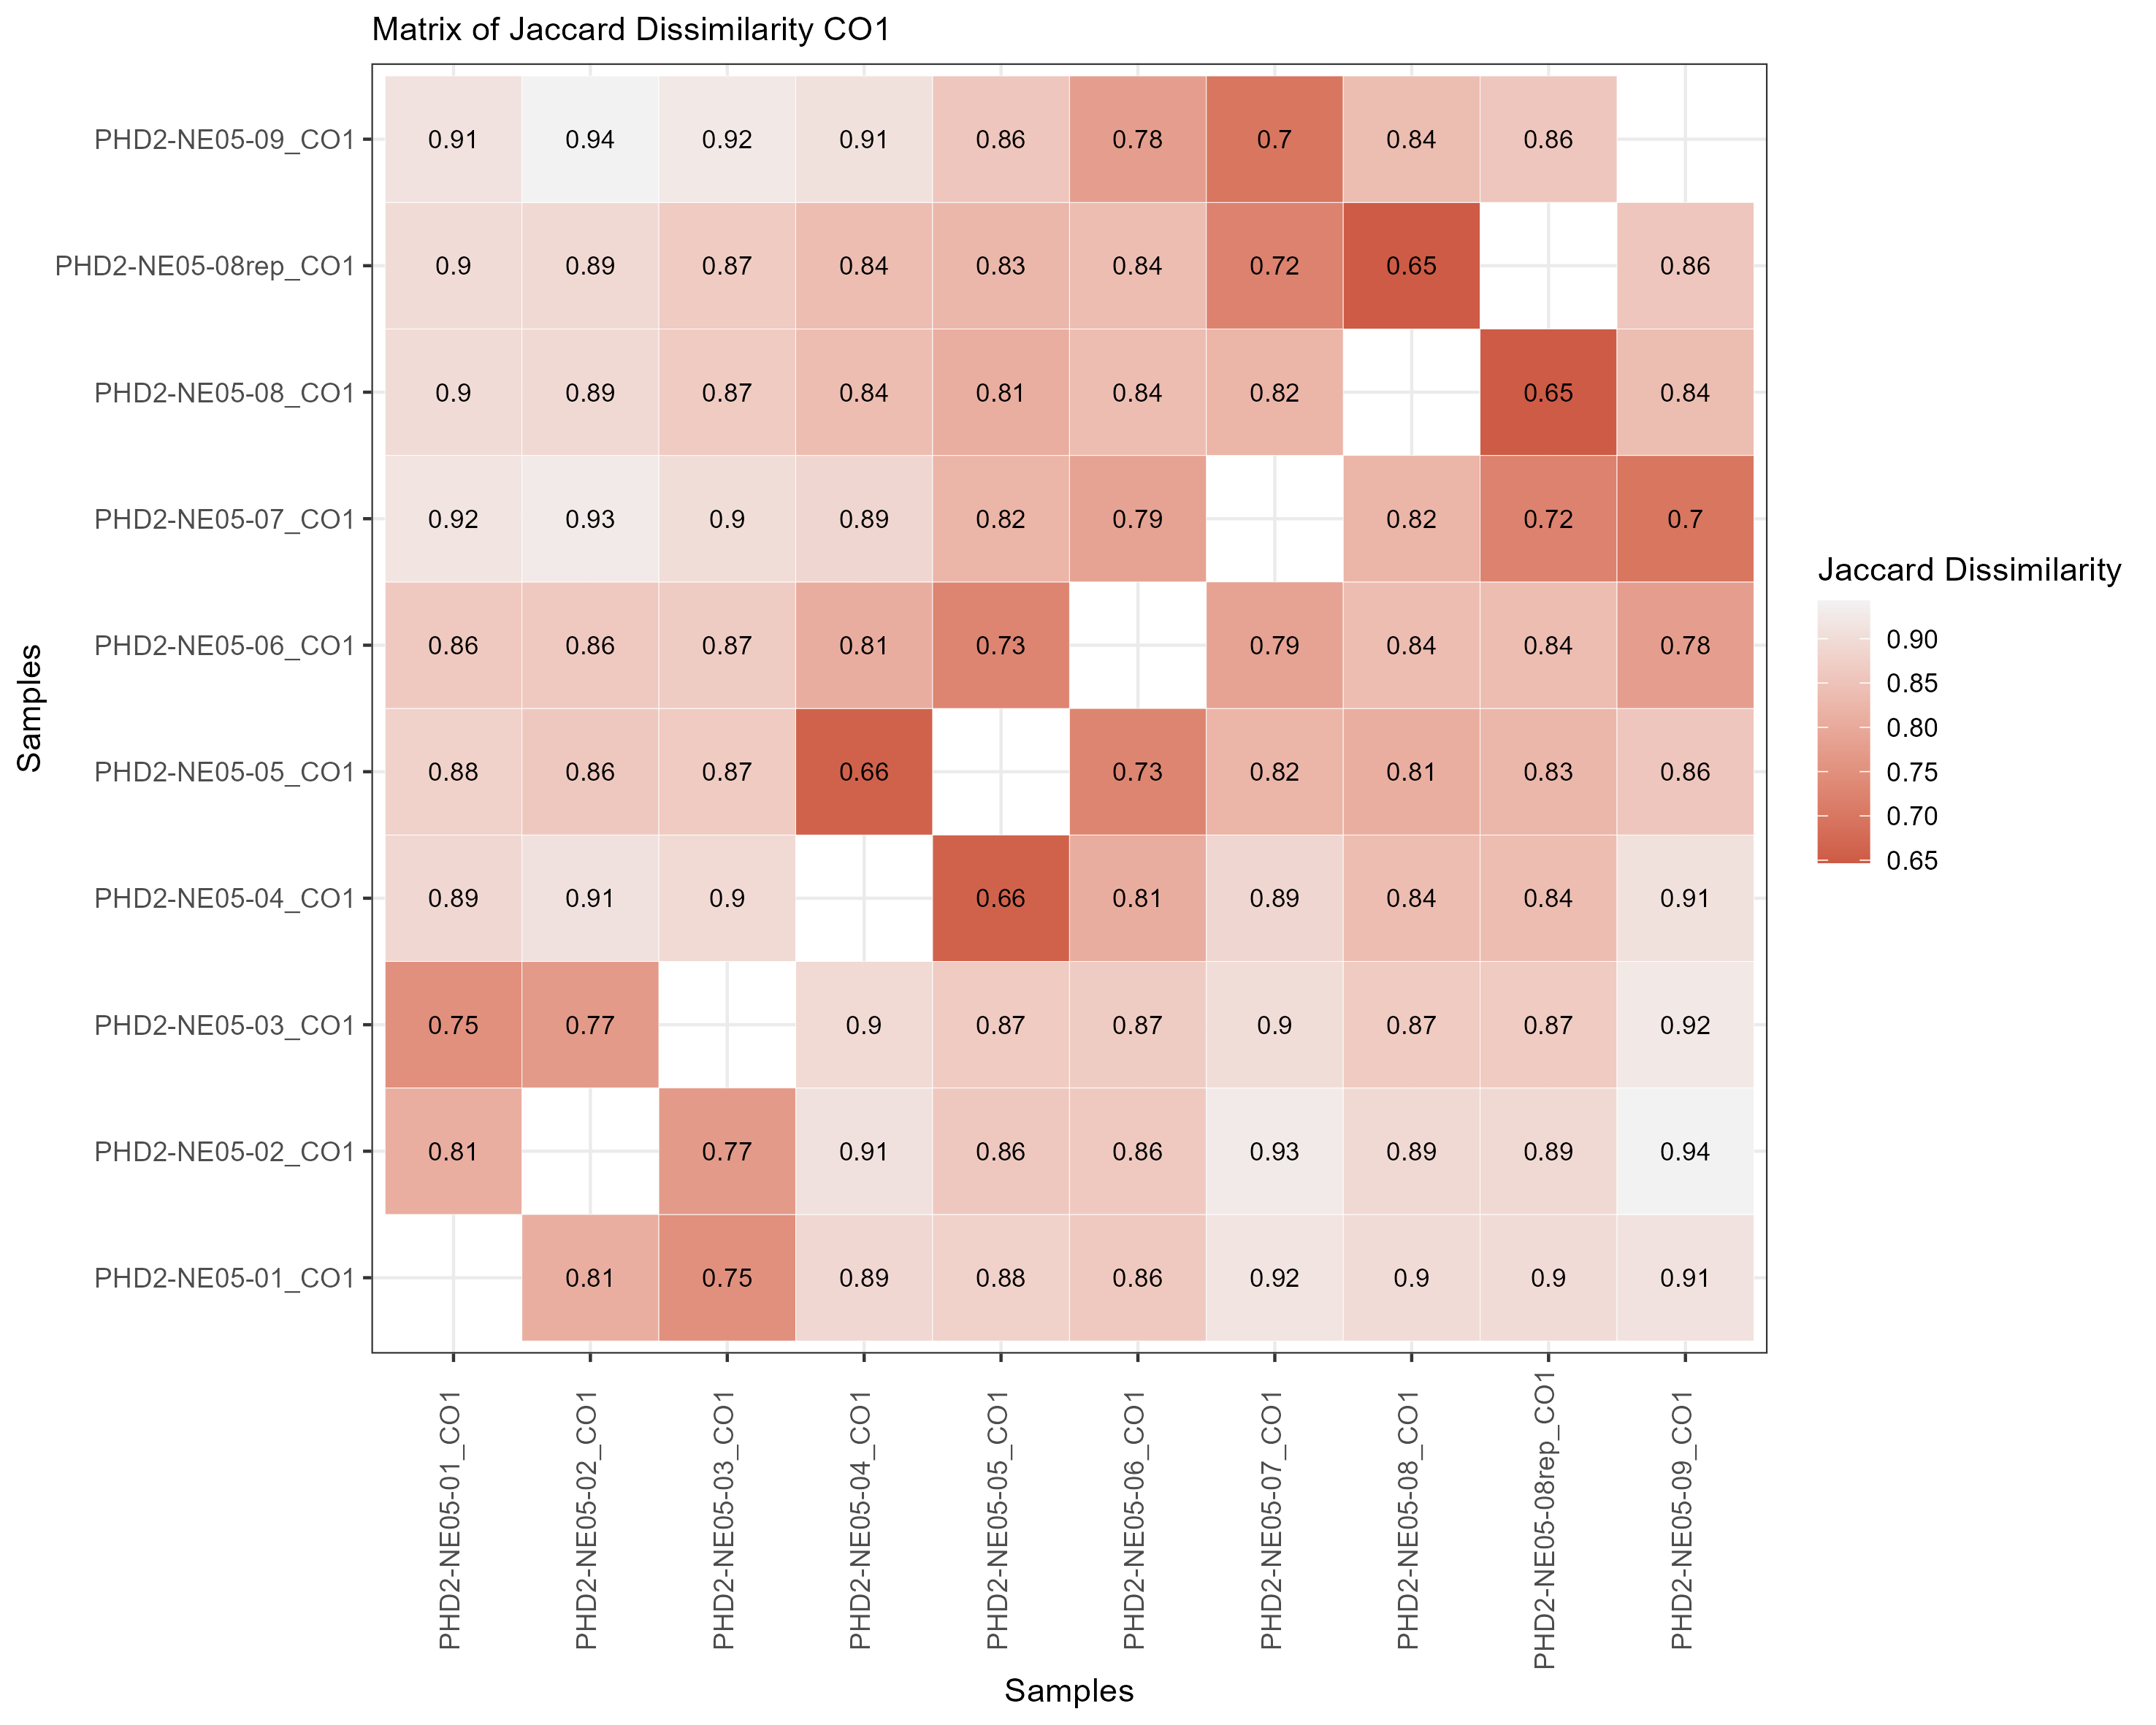 Matrix of Jaccard Dissimilarity CO1
Samples
PHD2-NE05-09_CO1 0.91 0.94 0.92 0.91 0.86 0.78 0.7 0.84 0.86
PHD2-NE05-08rep_CO1 0.9 0.89 0.87 0.84 0.83 0.84 0.72 0.65 0.86
PHD2-NE05-08_CO1 0.9 0.89 0.87 0.84 0.81 0.84 0.82 0.65 0.84
PHD2-NE05-07_CO1 0.92 0.93 0.9 0.89 0.82 0.79 0.82 0.72 0.7
PHD2-NE05-06_CO1 0.86 0.86 0.87 0.81 0.73 0.79 0.84 0.84 0.78
PHD2-NE05-05_CO1 0.88 0.86 0.87 0.66 0.73 0.82 0.81 0.83 0.86
PHD2-NE05-04_CO1 0.89 0.91 0.9 0.66 0.81 0.89 0.84 0.84 0.91
PHD2-NE05-03_CO1 0.75 0.77 0.9 0.87 0.87 0.9 0.87 0.87 0.92
PHD2-NE05-02_CO1 0.81 0.77 0.91 0.86 0.86 0.93 0.89 0.89 0.94
PHD2-NE05-01_CO1 0.81 0.75 0.89 0.88 0.86 0.92 0.9 0.9 0.91
PHD2-NE05-01_CO1
PHD2-NE05-02_CO1
PHD2-NE05-03_CO1
PHD2-NE05-04_CO1
PHD2-NE05-05_CO1
PHD2-NE05-06_CO1
PHD2-NE05-07_CO1
PHD2-NE05-08_CO1
PHD2-NE05-08rep_CO1
PHD2-NE05-09_CO1
Samples
Jaccard Dissimilarity
0.90
0.85
0.80
0.75
0.70
0.65